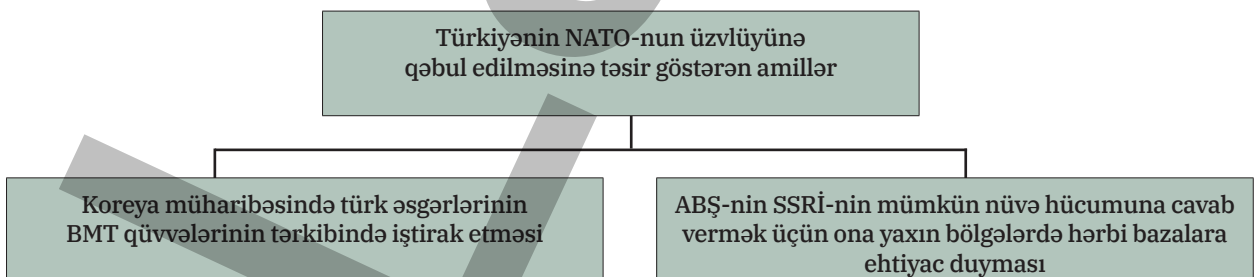 Türkiyənin NATO-nun üzvlüyünə
qəbul edilməsinə təsir göstərən amillər
Koreya müharibəsində türk əsgərlərinin
BMT qüvvələrinin tərkibində iştirak etməsi
ABŞ-nin SSRİ-nin mümkün nüvə hücumuna cavab
vermək üçün ona yaxın bölgələrdə hərbi bazalara
ehtiyac duyması